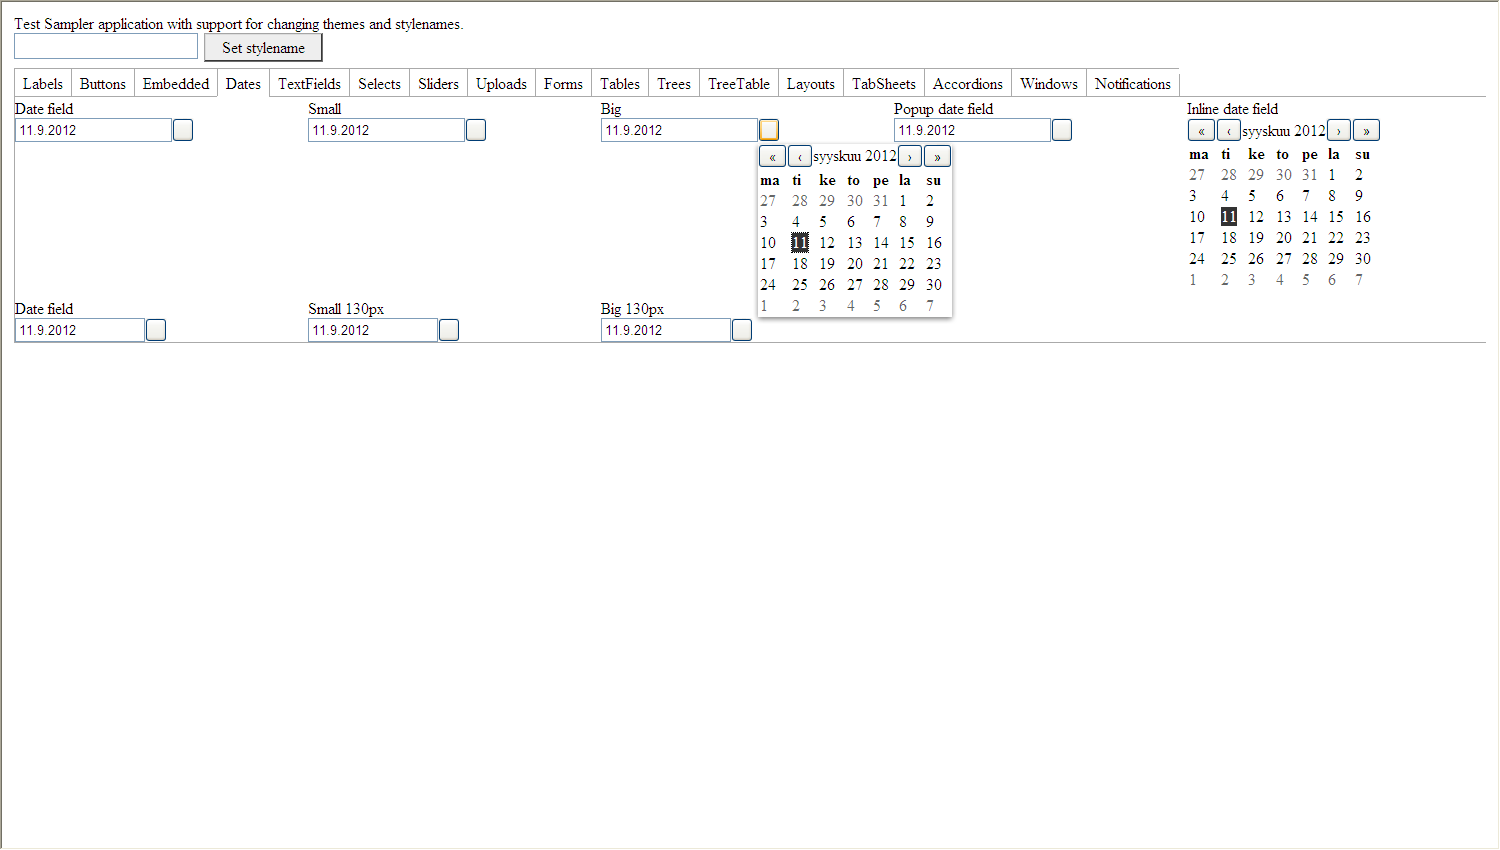 Test Sampler application with support for changing themes and stylenames.
Set stylename
Labels Buttons Embedded Dates TextFields Selects Sliders Uploads Forms Tables Trees TreeTable Layouts TabSheets Accordions Windows Notifications
Date field Small Big Popup date field Inline date field
11.9.2012 11.9.2012 11.9.2012 11.9.2012
« ‹ syyskuu 2012 › »
ma ti ke to pe la su
27 28 29 30 31 1 2
3 4 5 6 7 8 9
10 11 12 13 14 15 16
17 18 19 20 21 22 23
24 25 26 27 28 29 30
1 2 3 4 5 6 7
« ‹ syyskuu 2012 › »
ma ti ke to pe la su
27 28 29 30 31 1 2
3 4 5 6 7 8 9
10 11 12 13 14 15 16
17 18 19 20 21 22 23
24 25 26 27 28 29 30
1 2 3 4 5 6 7
Date field Small 130px Big 130px
11.9.2012 11.9.2012 11.9.2012